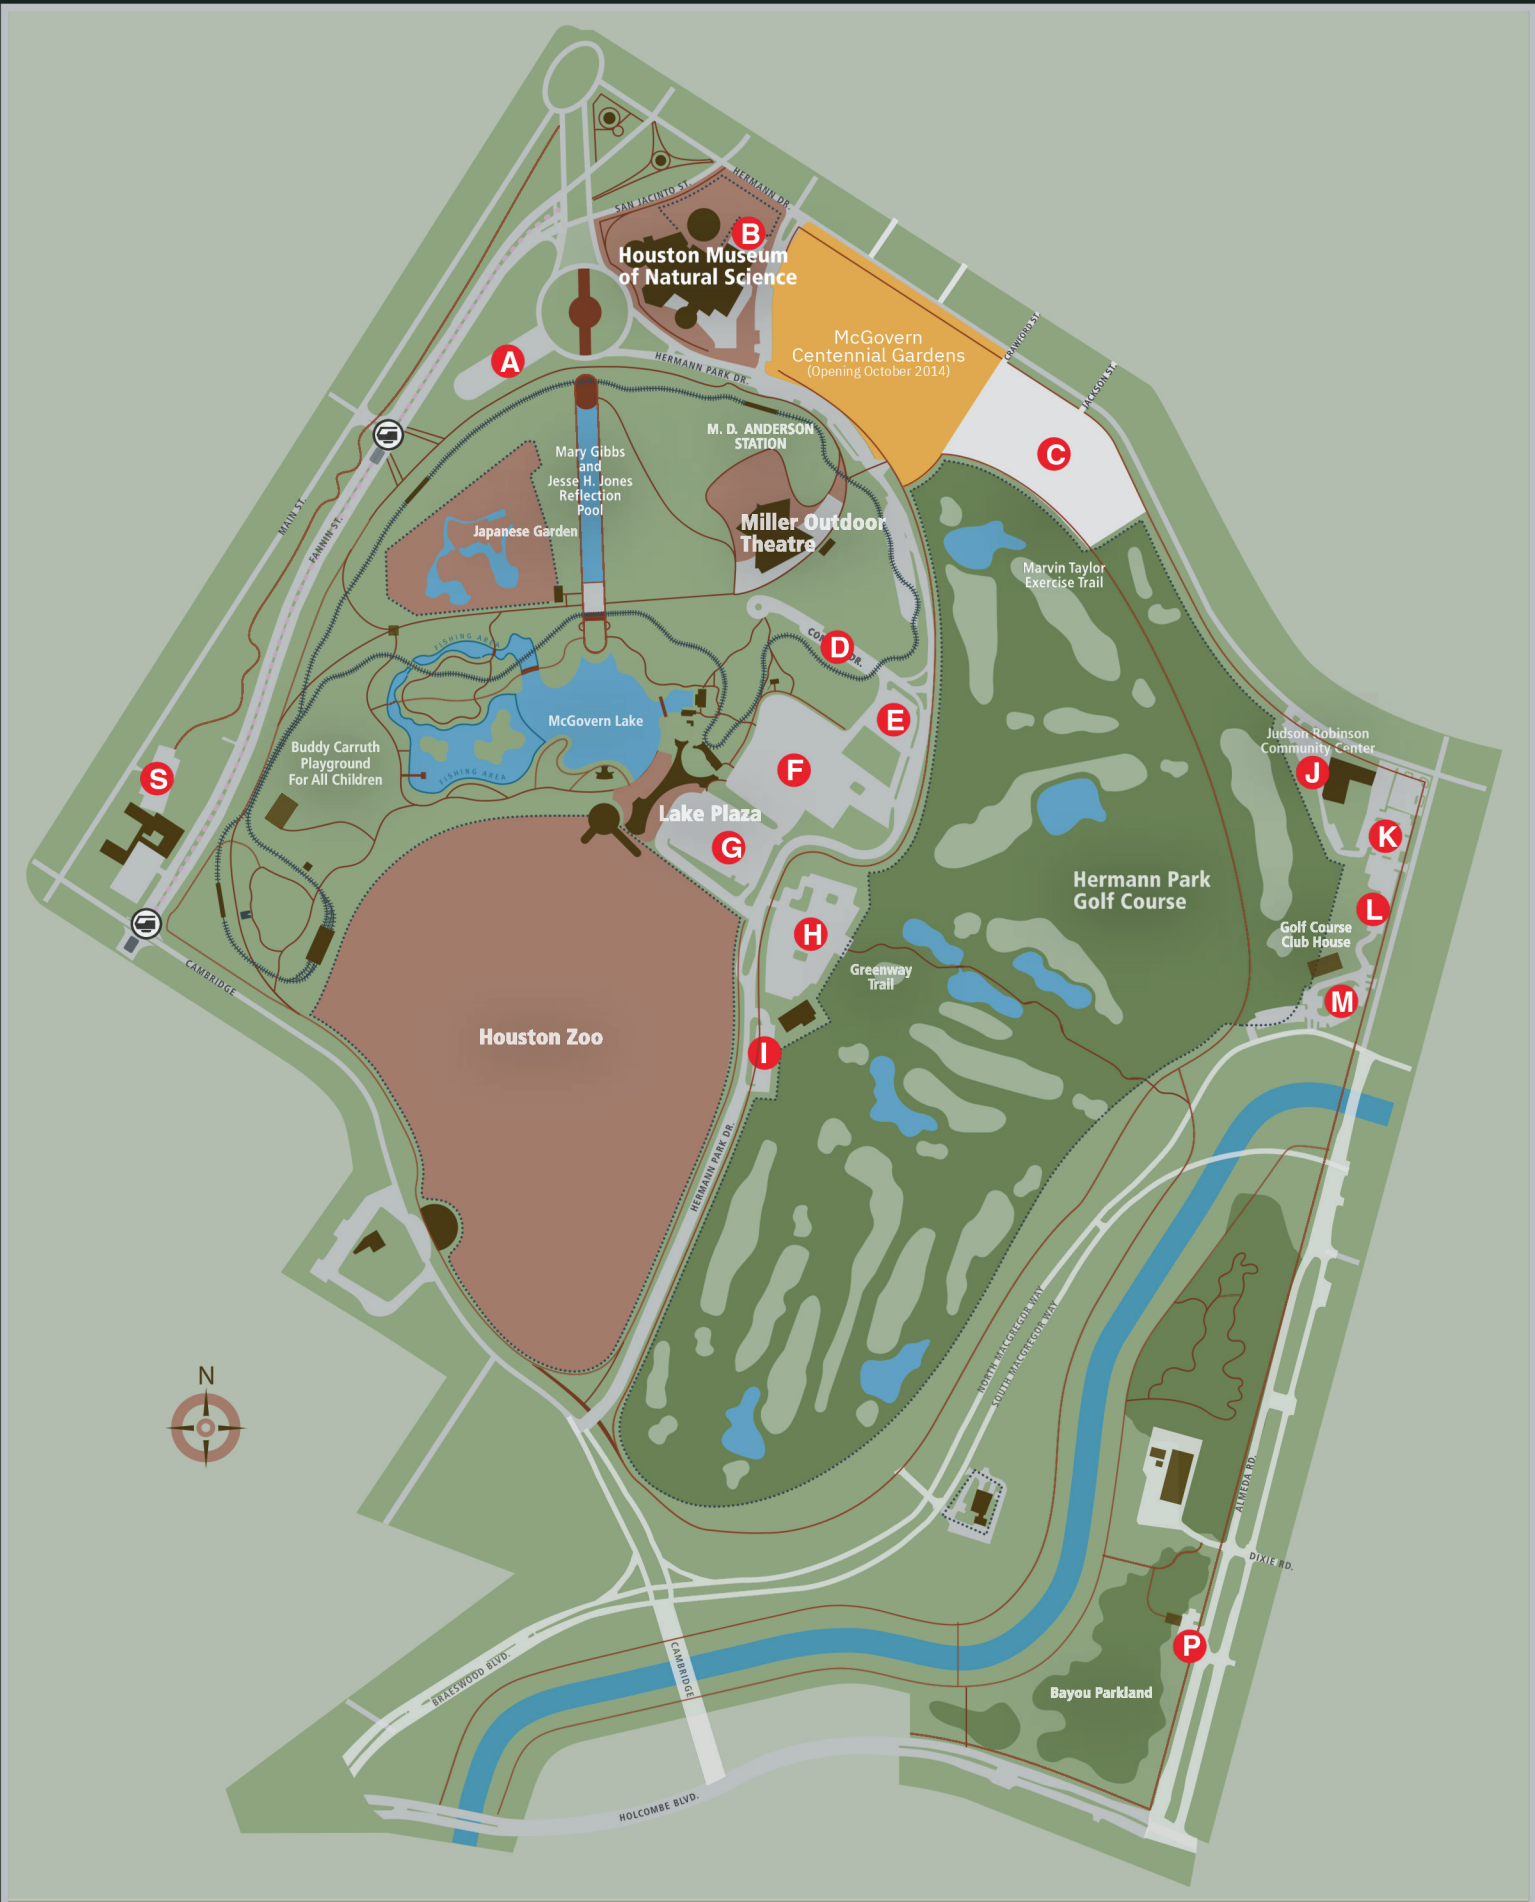 HERMANN DR.
SAN JACINTO ST.
B
Houston Museum
of Natural Science
McGovern
Centennial Gardens
(Opening October 2014)
CRAWFORD ST.
JACKSON ST.
A
HERMANN PARK DR.
C
M. D. ANDERSON
STATION
Mary Gibbs
and
Jesse H. Jones
Reflection
Pool
Japanese Garden
Miller Outdoor
Theatre
MAIN ST.
FANNIN ST.
Marvin Taylor
Exercise Trail
FISHING AREA
D
DR.
McGovern Lake
E
Buddy Carruth
Playground
For All Children
FISHING AREA
S
F
Judson Robinson
Community Center
J
Lake Plaza
G
K
Hermann Park
Golf Course
L
H
Golf Course
Club House
Greenway
Trail
M
CAMBRIDGE
Houston Zoo
I
HERMANN PARK DR.
NORTH MACGREGOR WAY
SOUTH MACGREGOR WAY
N
ALMEDA RD.
DIXIE RD.
P
CAMBRIDGE
BRAESWOOD BLVD.
Bayou Parkland
HOLCOMBE BLVD.